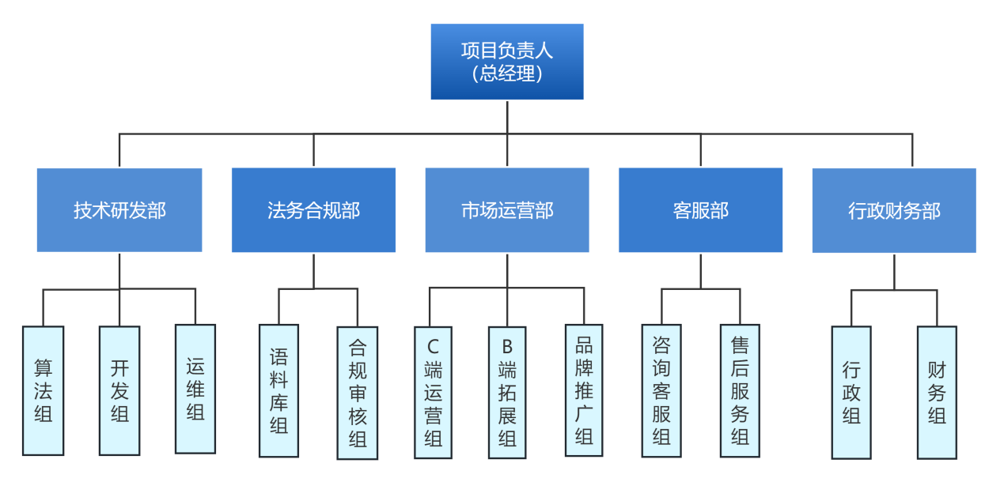 项目负责人
（总经理）
技术研发部
法务合规部
市场运营部
客服部
行政财务部
算法组
开发组
运维组
语料库组
合规审核组
C端运营组
B端拓展组
品牌推广组
咨询客服组
售后服务组
行政组
财务组